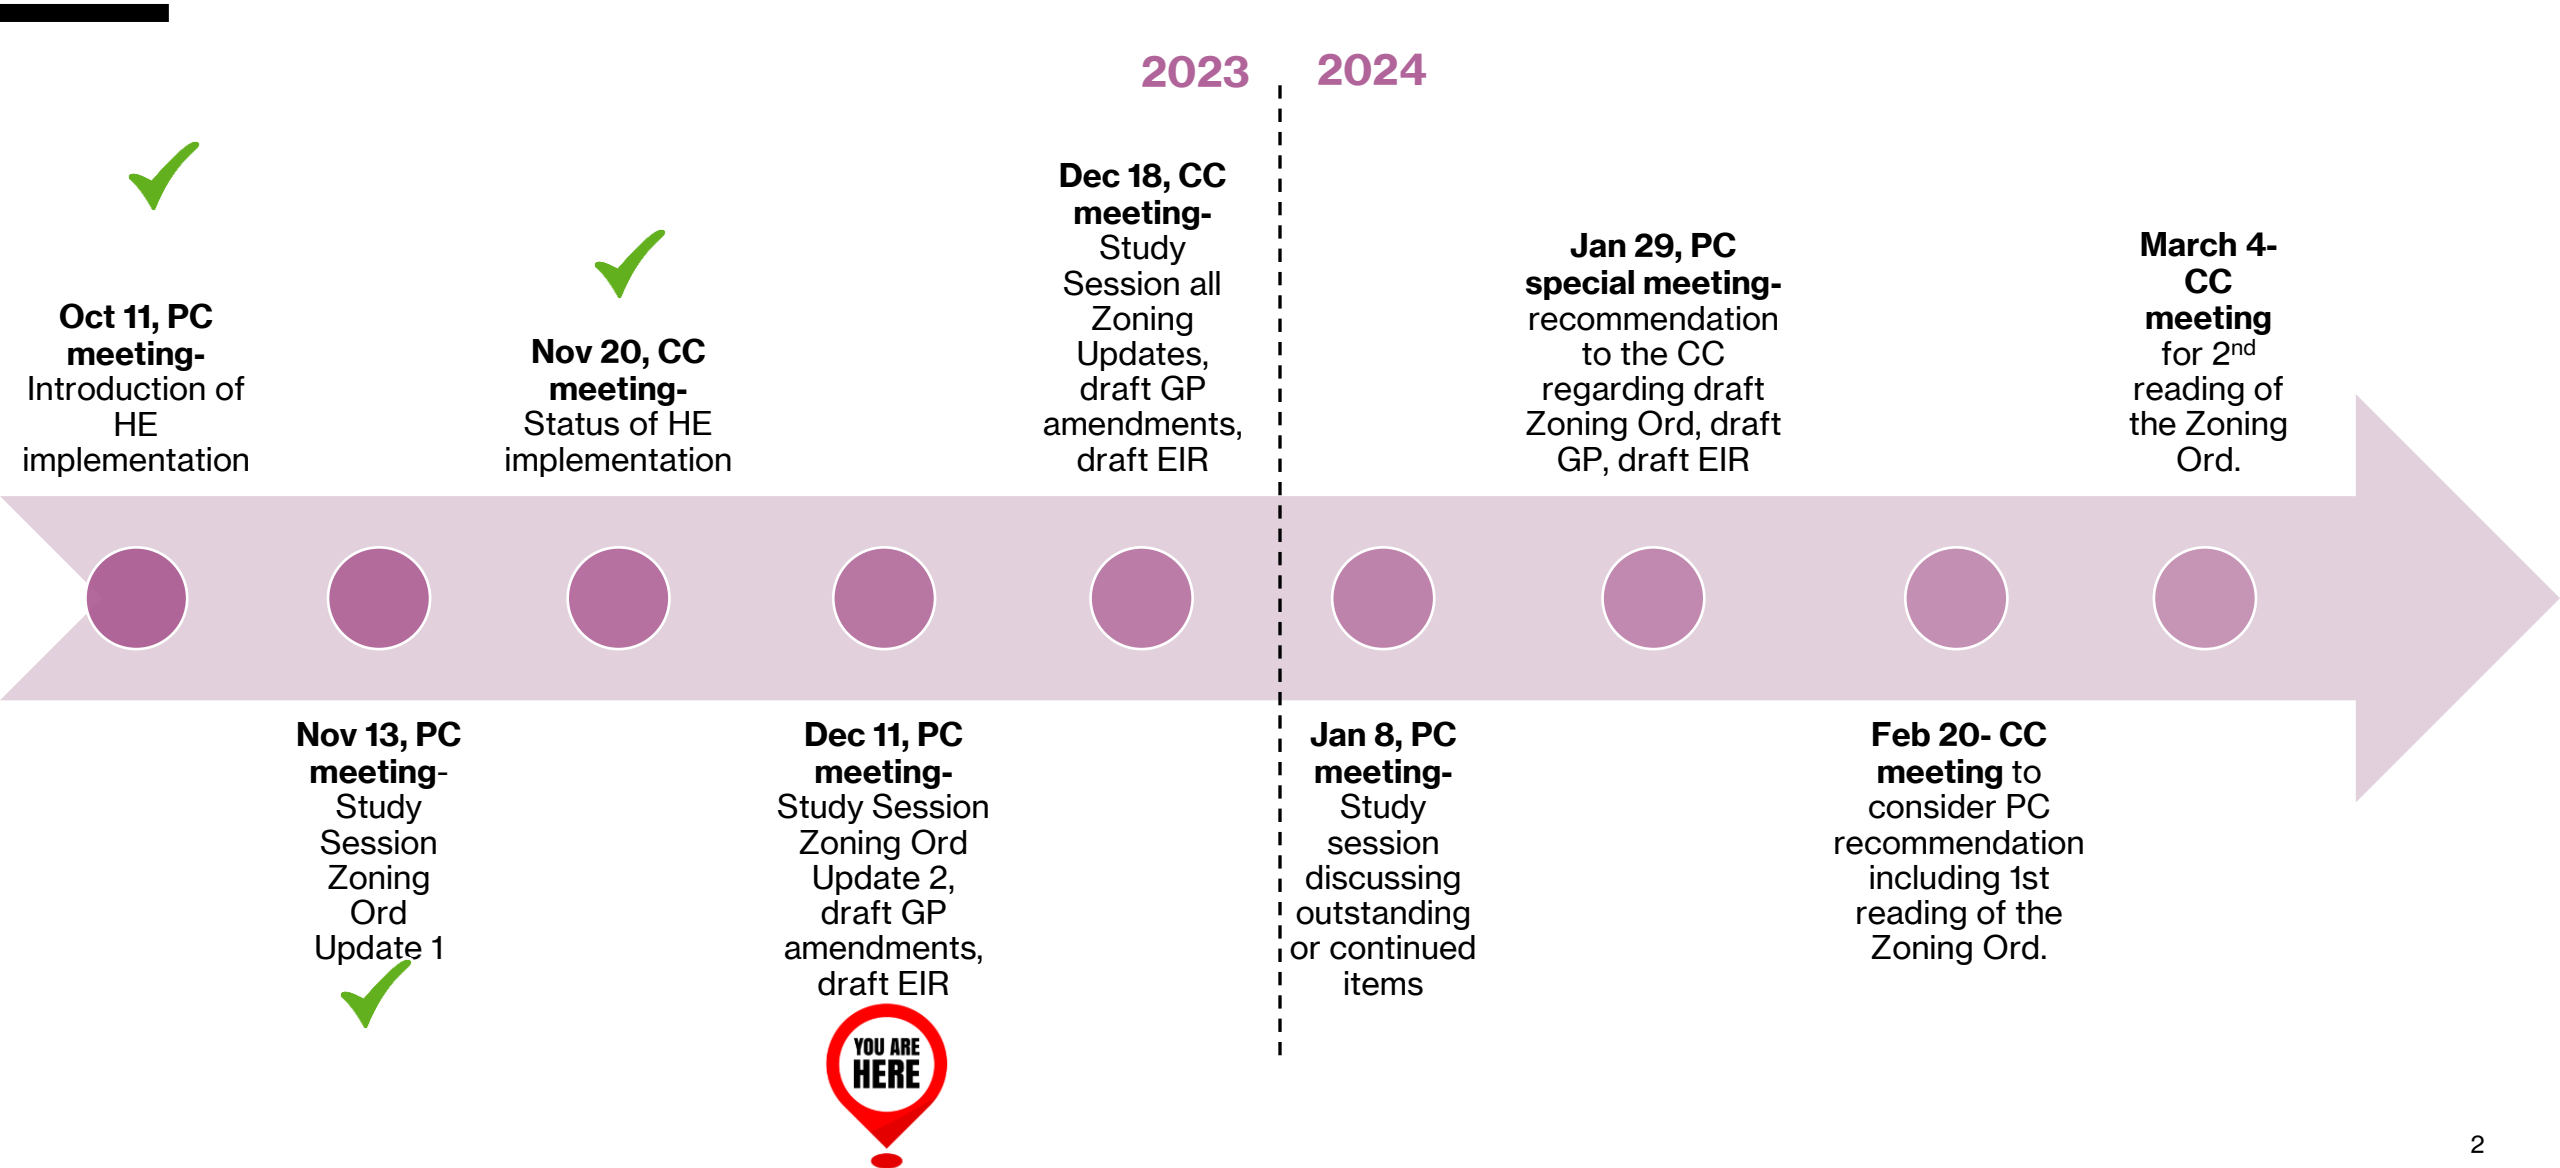 2023
2024
Oct 11, PC
meeting-
Introduction of
HE
implementation
Nov 13, PC
meeting-
Study
Session
Zoning
Ord
Update 1
Nov 20, CC
meeting-
Status of HE
implementation
Dec 11, PC
meeting-
Study Session
Zoning Ord
Update 2,
draft GP
amendments,
draft EIR
YOU ARE
HERE
Dec 18, CC
meeting-
Study
Session all
Zoning
Updates,
draft GP
amendments,
draft EIR
Jan 8, PC
meeting-
Study
session
discussing
outstanding
or continued
items
Jan 29, PC
special meeting-
recommendation
to the CC
regarding draft
Zoning Ord, draft
GP, draft EIR
Feb 20- CC
meeting to
consider PC
recommendation
including 1st
reading of the
Zoning Ord.
March 4-
CC
meeting
for 2nd
reading of
the Zoning
Ord.
2